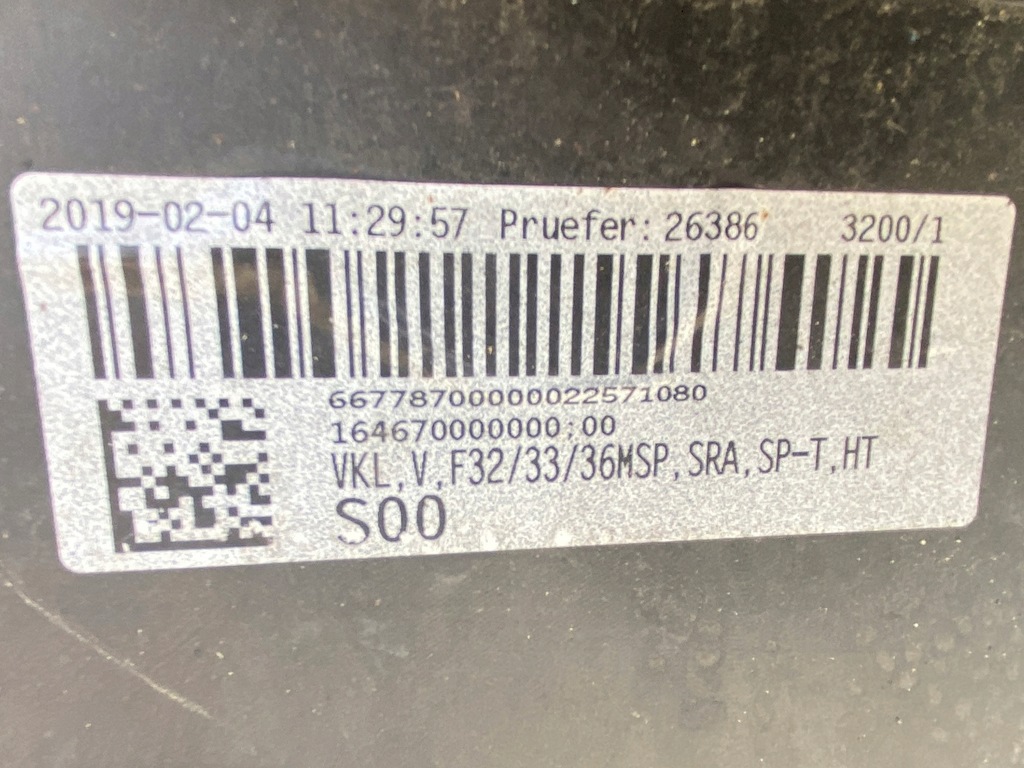 2019-02-04 11:29:57 Pruefer: 26386 3200/1
66778700000022571080
164670000000;00
VKL,V,F32/33/36MSP,SRA,SP-T,HT
S00